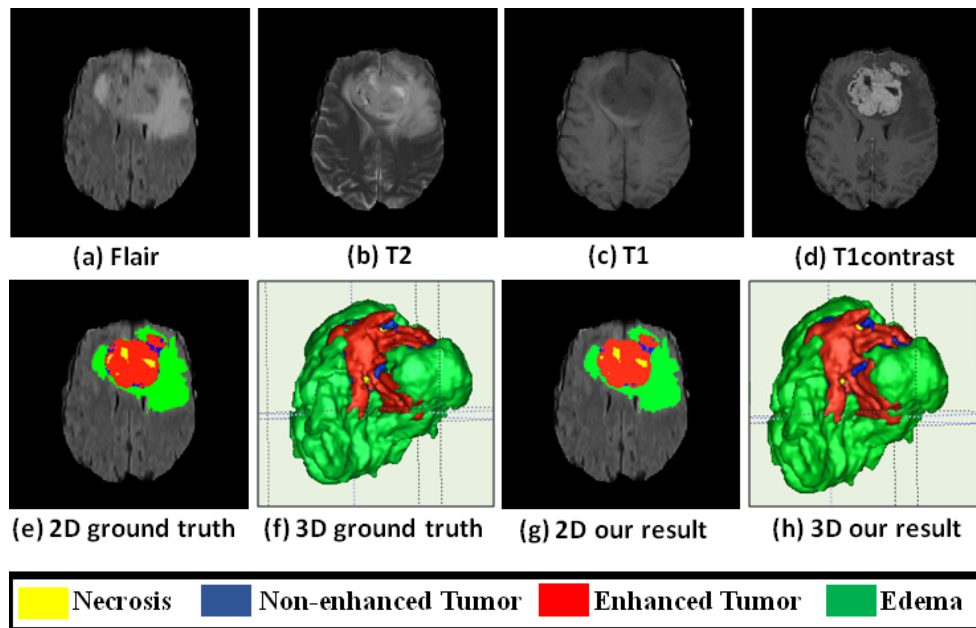 (a) Flair (b) T2 (c) T1 (d) T1contrast
(e) 2D ground truth (f) 3D ground truth (g) 2D our result (h) 3D our result
Necrosis Non-enhanced Tumor Enhanced Tumor Edema